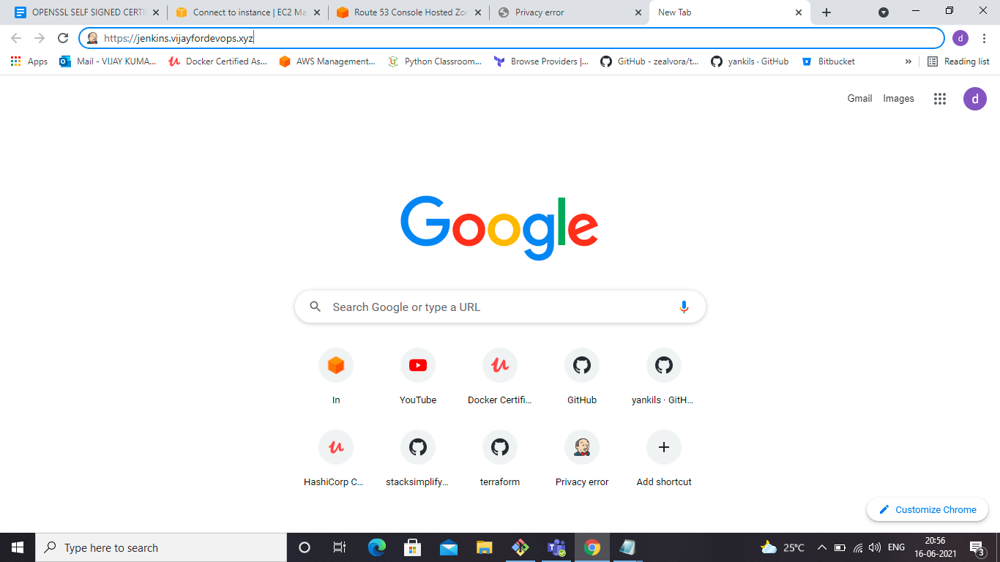 OPENSSL SELF SIGNED CERTI
Connect to instance | EC2 Ma
Route 53 Console Hosted Zon
Privacy error
New Tab
https://jenkins.vijayfordevops.xyz
d
Apps
Mail - VIJAY KUMA...
Docker Certified As...
AWS Management...
Python Classroom...
Browse Providers |...
GitHub - zealvora/t...
yankils · GitHub
Bitbucket
»
Reading list
Gmail
Images
d
Google
Search Google or type a URL
In
YouTube
Docker Certifi...
GitHub
yankils · GitH...
HashiCorp C...
stacksimplify...
terraform
Privacy error
Add shortcut
Customize Chrome
Type here to search
25°C
ENG
20:56
16-06-2021
3